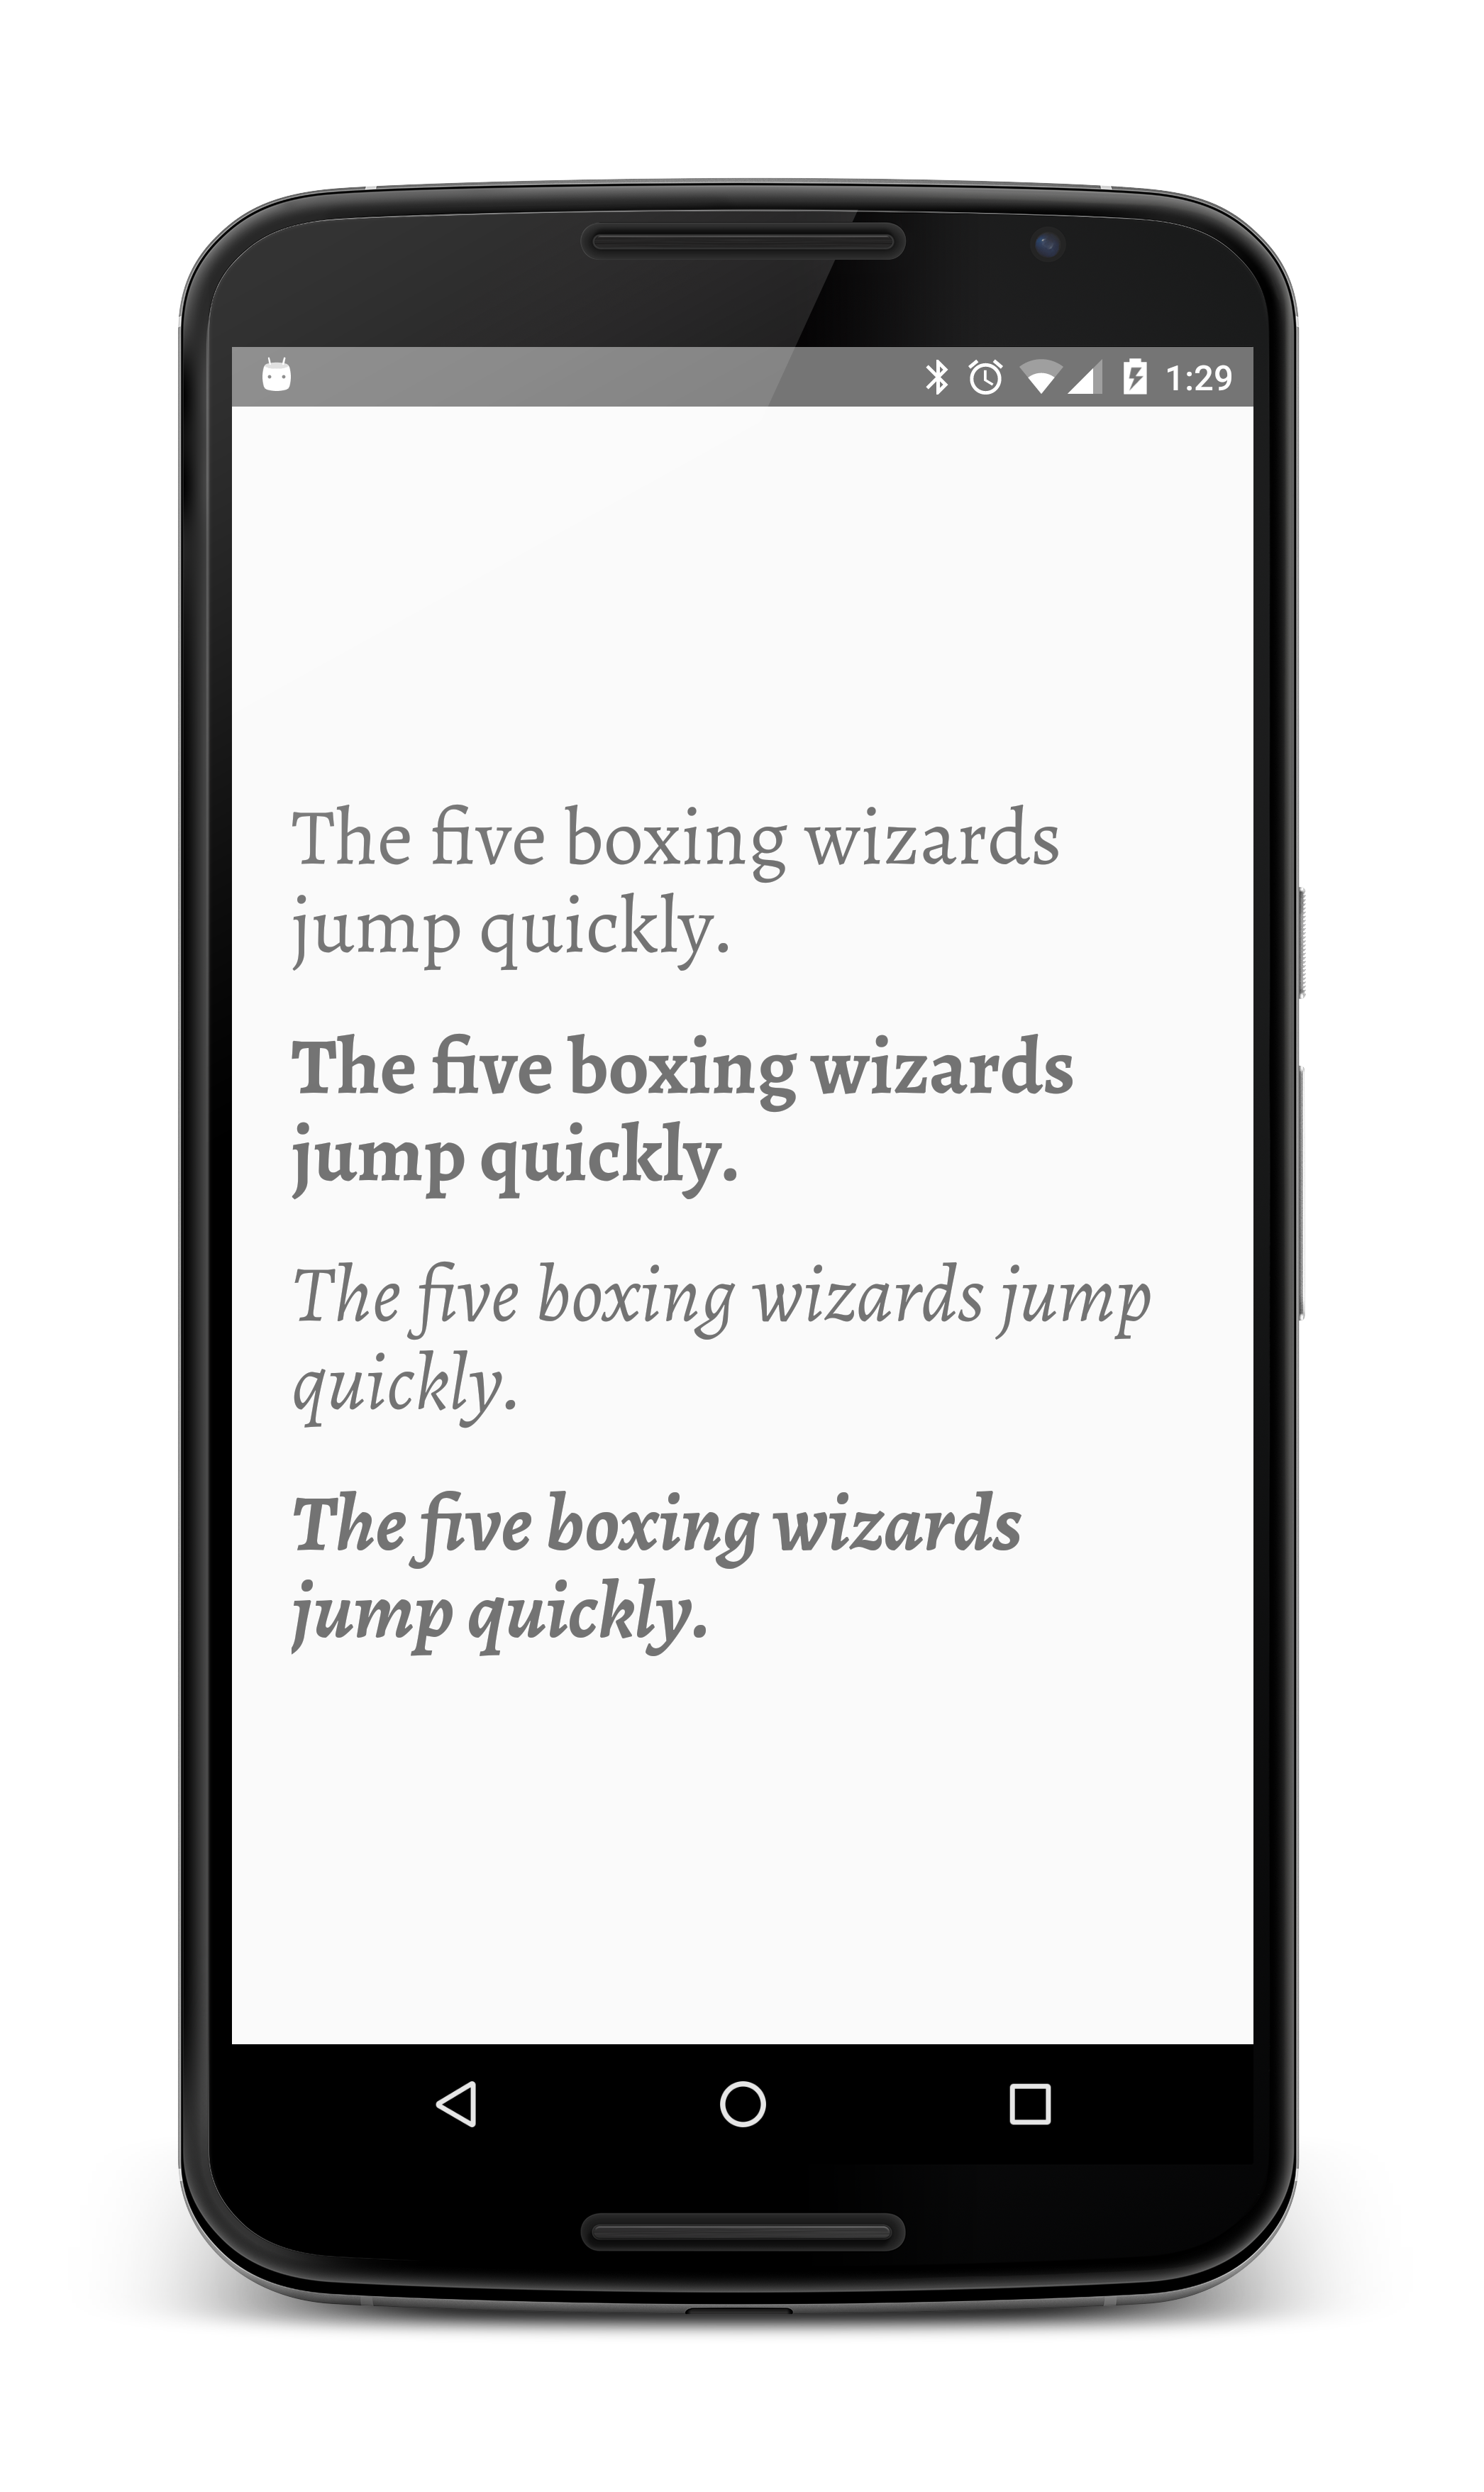 1:29
The five boxing wizards
jump quickly.
The five boxing wizards
jump quickly.
The five boxing wizards jump
quickly.
The five boxing wizards
jump quickly.